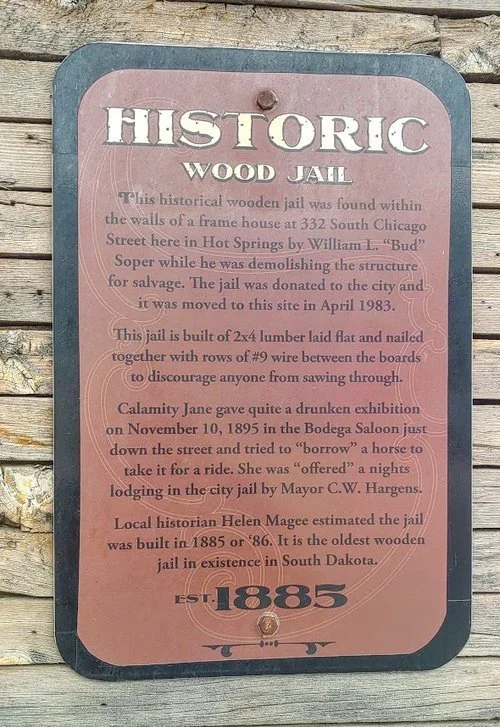 HISTORIC
WOOD JAIL
This historical wooden jail was found within
the walls of a frame house at 332 South Chicago
Street here in Hot Springs by William L. “Bud”
Soper while he was demolishing the structure
for salvage. The jail was donated to the city and
it was moved to this site in April 1983.
This jail is built of 2x4 lumber laid flat and nailed
together with rows of #9 wire between the boards
to discourage anyone from sawing through.
Calamity Jane gave quite a drunken exhibition
on November 10, 1895 in the Bodega Saloon just
down the street and tried to “borrow” a horse to
take it for a ride. She was “offered” a nights
lodging in the city jail by Mayor C.W. Hargens.
Local historian Helen Magee estimated the jail
was built in 1885 or ‘86. It is the oldest wooden
jail in existence in South Dakota.
EST. 1885